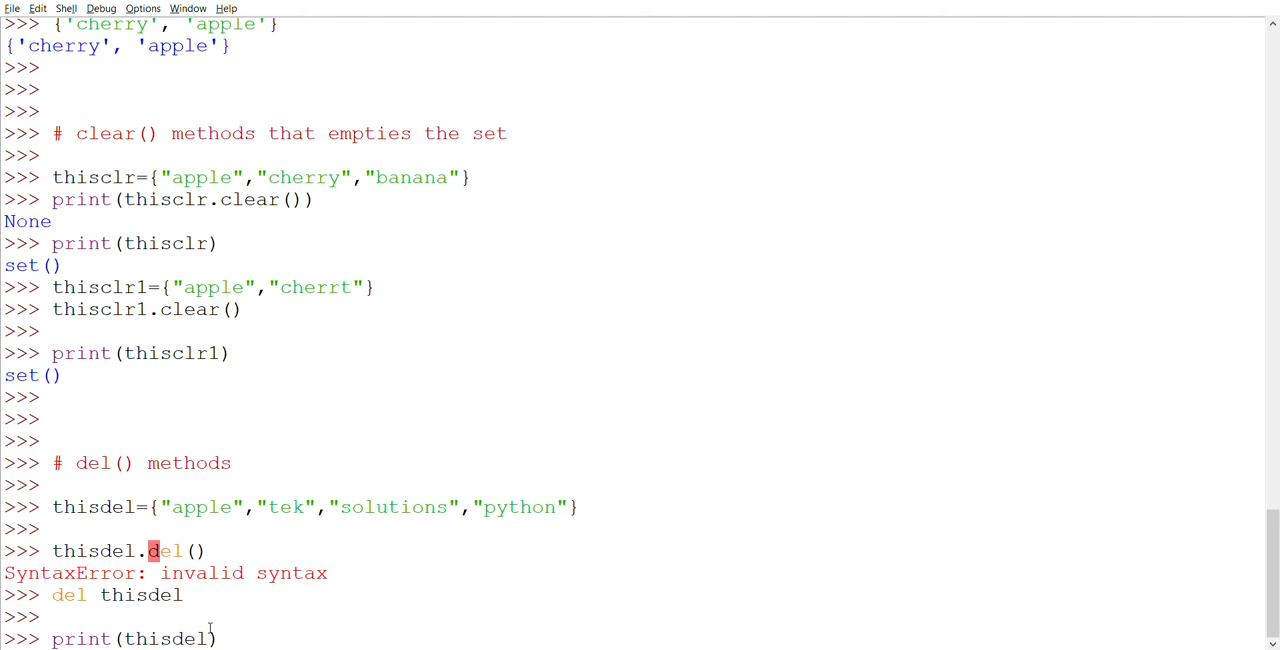 File Edit Shell Debug Options Window Help
>>> {'cherry', 'apple'}
{'cherry', 'apple'}
>>>
>>>
>>>
>>> # clear() methods that empties the set
>>>
>>> thisclr={"apple","cherry","banana"}
>>> print(thisclr.clear())
None
>>> print(thisclr)
set()
>>> thisclr1={"apple","cherrt"}
>>> thisclr1.clear()
>>>
>>> print(thisclr1)
set()
>>>
>>>
>>>
>>> # del() methods
>>>
>>> thisdel={"apple","tek","solutions","python"}
>>>
>>> thisdel.del()
SyntaxError: invalid syntax
>>> del thisdel
>>>
>>> print(thisdel)